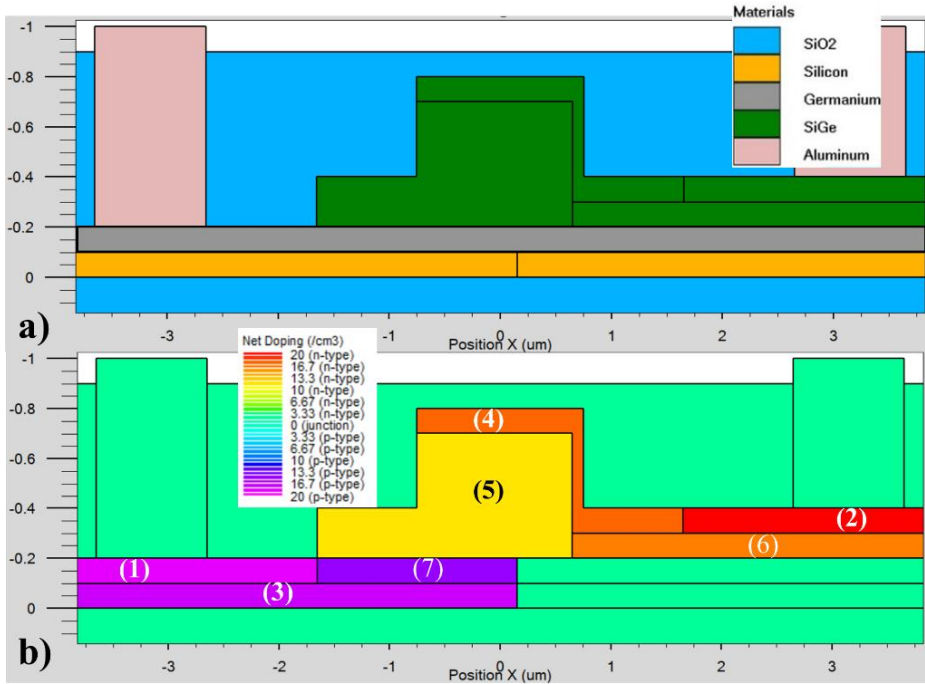 Materials
SiO2
Silicon
Germanium
SiGe
Aluminum
-1
-0.8
-0.6
-0.4
-0.2
0
-3
-2
-1
0
1
2
3
Position X (um)
a)
Net Doping (/cm3)
20 (n-type)
16.7 (n-type)
13.3 (n-type)
10 (n-type)
6.67 (n-type)
3.33 (n-type)
0 (junction)
3.33 (p-type)
6.67 (p-type)
10 (p-type)
13.3 (p-type)
16.7 (p-type)
20 (p-type)
-1
-0.8
-0.6
-0.4
-0.2
0
(4)
(5)
(2)
(6)
(1)
(7)
(3)
-3
-2
-1
0
1
2
3
Position X (um)
b)